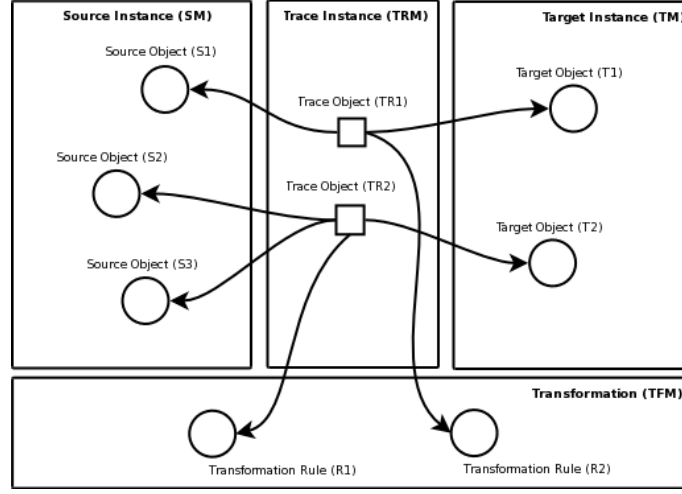 Source Instance (SM)
Trace Instance (TRM)
Target Instance (TM)
Source Object (S1)
Target Object (T1)
Trace Object (TR1)
Source Object (S2)
Trace Object (TR2)
Target Object (T2)
Source Object (S3)
Transformation (TFM)
Transformation Rule (R1)
Transformation Rule (R2)